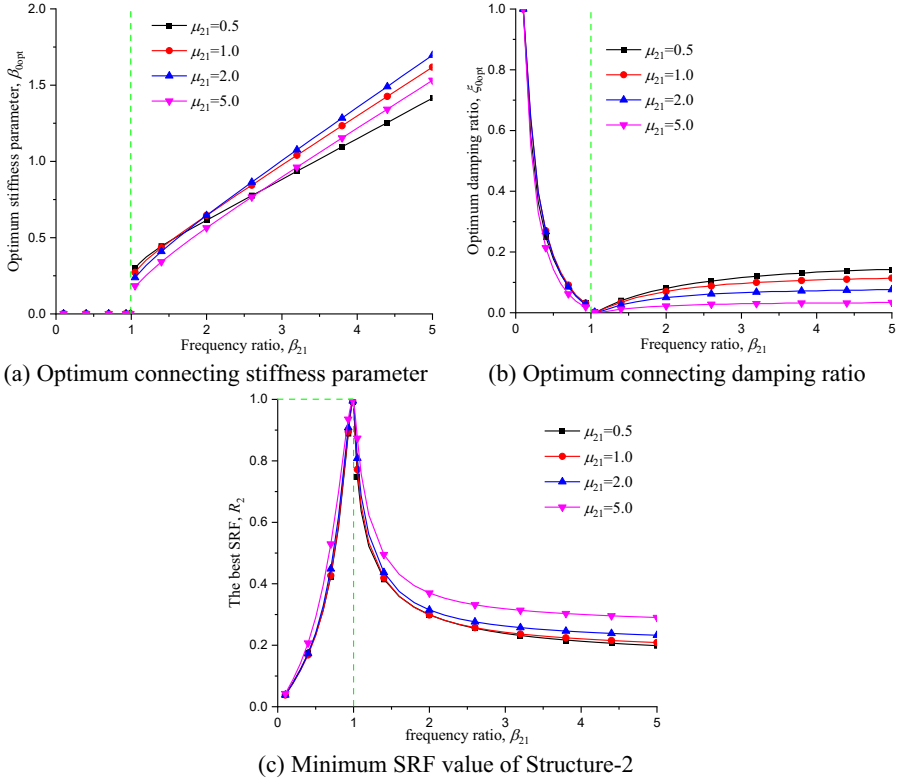 Optimum stiffness parameter, β0opt
2.0
1.5
1.0
0.5
0.0
μ21=0.5
μ21=1.0
μ21=2.0
μ21=5.0
0 1 2 3 4 5
Frequency ratio, β21
(a) Optimum connecting stiffness parameter
Optimum damping ratio, ξ0opt
1.0
0.8
0.6
0.4
0.2
0.0
μ21=0.5
μ21=1.0
μ21=2.0
μ21=5.0
0 1 2 3 4 5
Frequency ratio, β21
(b) Optimum connecting damping ratio
The best SRF, R2
1.0
0.8
0.6
0.4
0.2
0.0
μ21=0.5
μ21=1.0
μ21=2.0
μ21=5.0
0 1 2 3 4 5
frequency ratio, β21
(c) Minimum SRF value of Structure-2